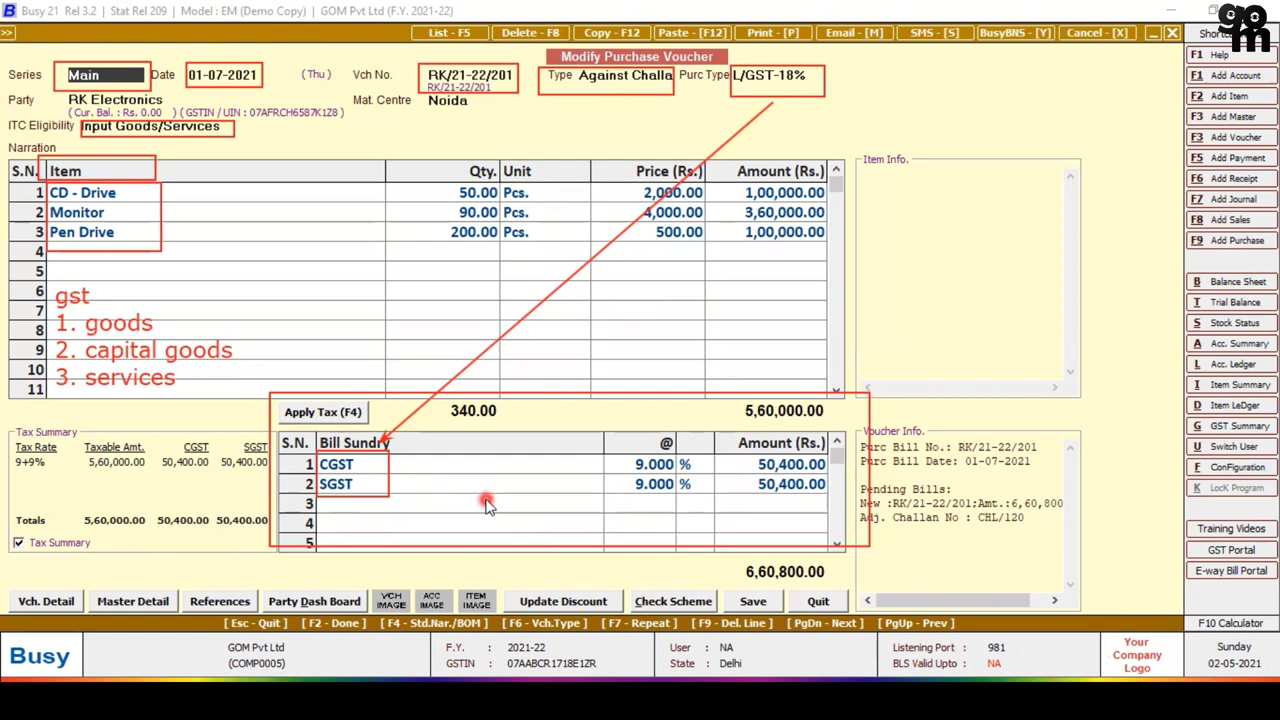 Busy 21 Rel 3.2 | Stat Rel 209 | Model : EM (Demo Copy) | GOM Pvt Ltd (F.Y. 2021-22)
gom
>> List - F5 Delete - F8 Copy - F12 Paste - [F12] Print - [P] Email - [M] SMS - [S] BusyBNS - [Y] Cancel - [X]
Modify Purchase Voucher
Series Main Date 01-07-2021 (Thu) Vch No. RK/21-22/201 Type Against Challa Purc Type L/GST-18%
RK/21-22/201
Party RK Electronics Mat. Centre Noida
(Cur. Bal. : Rs. 0.00 ) (GSTIN / UIN : 07AFRCH6587K1Z8 )
ITC Eligibility Input Goods/Services
Narration
S.N. Item Qty. Unit Price (Rs.) Amount (Rs.)
1 CD - Drive 50.00 Pcs. 2,000.00 1,00,000.00
2 Monitor 90.00 Pcs. 4,000.00 3,60,000.00
3 Pen Drive 200.00 Pcs. 500.00 1,00,000.00
4
5
6
7
8
9
10
11
gst
1. goods
2. capital goods
3. services
Item Info.
Apply Tax (F4) 340.00 5,60,000.00
Tax Summary
Tax Rate Taxable Amt. CGST SGST
9+9% 5,60,000.00 50,400.00 50,400.00
Totals 5,60,000.00 50,400.00 50,400.00
Tax Summary
S.N. Bill Sundry @ Amount (Rs.)
1 CGST 9.000 % 50,400.00
2 SGST 9.000 % 50,400.00
3
4
5
6,60,800.00
Voucher Info.
Purc Bill No.: RK/21-22/201
Purc Bill Date: 01-07-2021
Pending Bills:
New :RK/21-22/201;Amt.:6,60,800
Adj. Challan No : CHL/120
Vch. Detail Master Detail References Party Dash Board VCH IMAGE ACC IMAGE ITEM IMAGE Update Discount Check Scheme Save Quit
[ Esc - Quit ] [ F2 - Done ] [ F4 - Std.Nar./BOM ] [ F6 - Vch.Type ] [ F7 - Repeat ] [ F9 - Del. Line ] [ PgDn - Next ] [ PgUp - Prev ]
Busy
GOM Pvt Ltd
(COMP0005)
F.Y. : 2021-22
GSTIN : 07AABCR1718E1ZR
User : NA
State : Delhi
Listening Port : 981
BLS Valid Upto : NA
Your
Company
Logo
F1 Help
F1 Add Account
F2 Add Item
F3 Add Master
F3 Add Voucher
F5 Add Payment
F6 Add Receipt
F7 Add Journal
F8 Add Sales
F9 Add Purchase
B Balance Sheet
T Trial Balance
S Stock Status
A Acc. Summary
L Acc. Ledger
I Item Summary
D Item LeDger
G GST Summary
U Switch User
F ConFiguration
K LocK Program
Training Videos
GST Portal
E-way Bill Portal
F10 Calculator
Sunday
02-05-2021